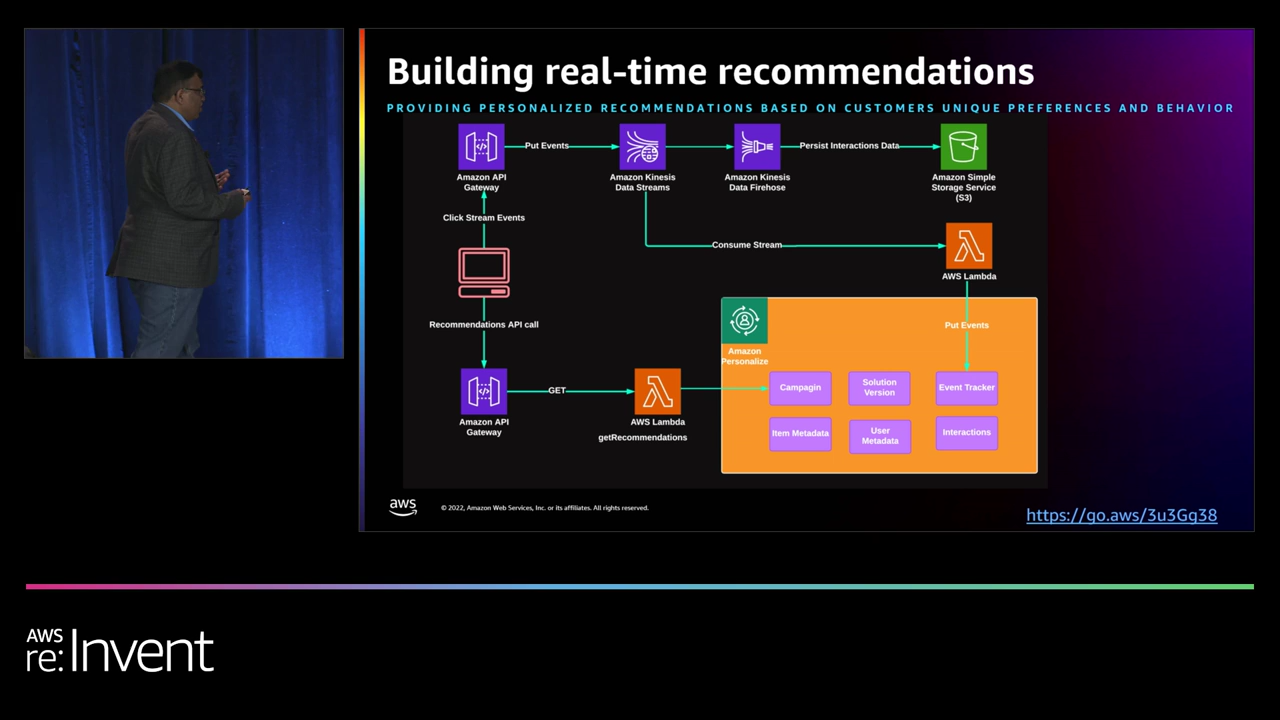 Building real-time recommendations
PROVIDING PERSONALIZED RECOMMENDATIONS BASED ON CUSTOMERS UNIQUE PREFERENCES AND BEHAVIOR
Put Events
Persist Interactions Data
Amazon API
Gateway
Amazon Kinesis
Data Streams
Amazon Kinesis
Data Firehose
Amazon Simple
Storage Service
(S3)
Click Stream Events
Consume Stream
AWS Lambda
Recommendations API call
Put Events
Amazon
Personalize
GET
Campagin
Solution
Version
Event Tracker
Amazon API
Gateway
AWS Lambda
getRecommendations
Item Metadata
User
Metadata
Interactions
aws
© 2022, Amazon Web Services, Inc. or its affiliates. All rights reserved.
https://go.aws/3u3Gg38
AWS
re:Invent